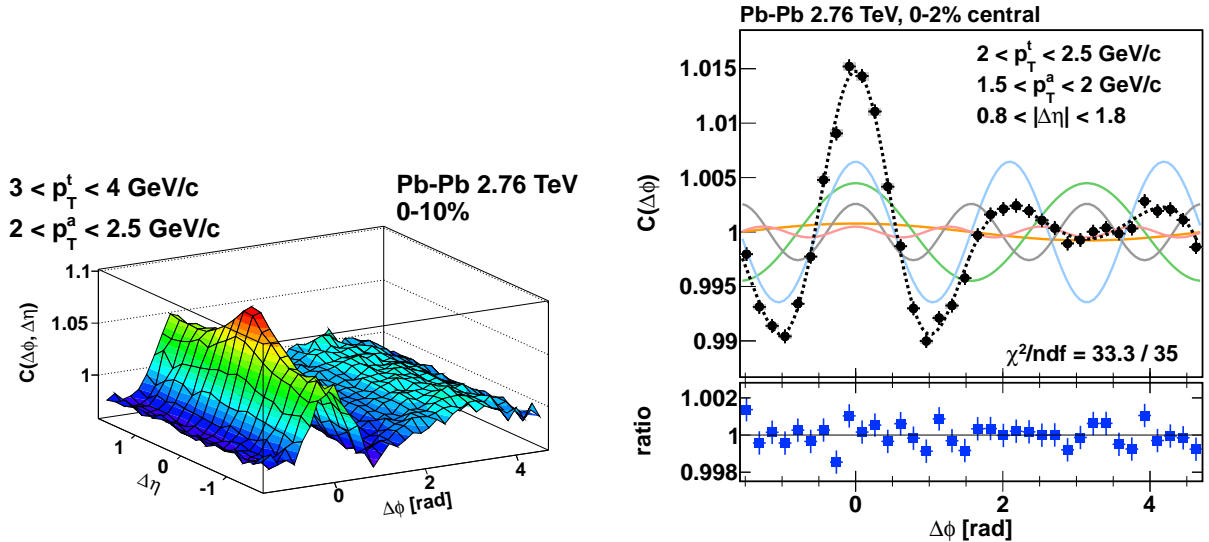 3 < p_T^t < 4 GeV/c
2 < p_T^a < 2.5 GeV/c
Pb-Pb 2.76 TeV
0-10%
C(Δϕ, Δη)
1.1
1.05
1
1
0
-1
Δη
0
2
4
Δϕ [rad]
Pb-Pb 2.76 TeV, 0-2% central
2 < p_T^t < 2.5 GeV/c
1.5 < p_T^a < 2 GeV/c
0.8 < |Δη| < 1.8
C(Δϕ)
1.015
1.01
1.005
1
0.995
0.99
χ²/ndf = 33.3 / 35
ratio
1.002
1
0.998
0
2
4
Δϕ [rad]